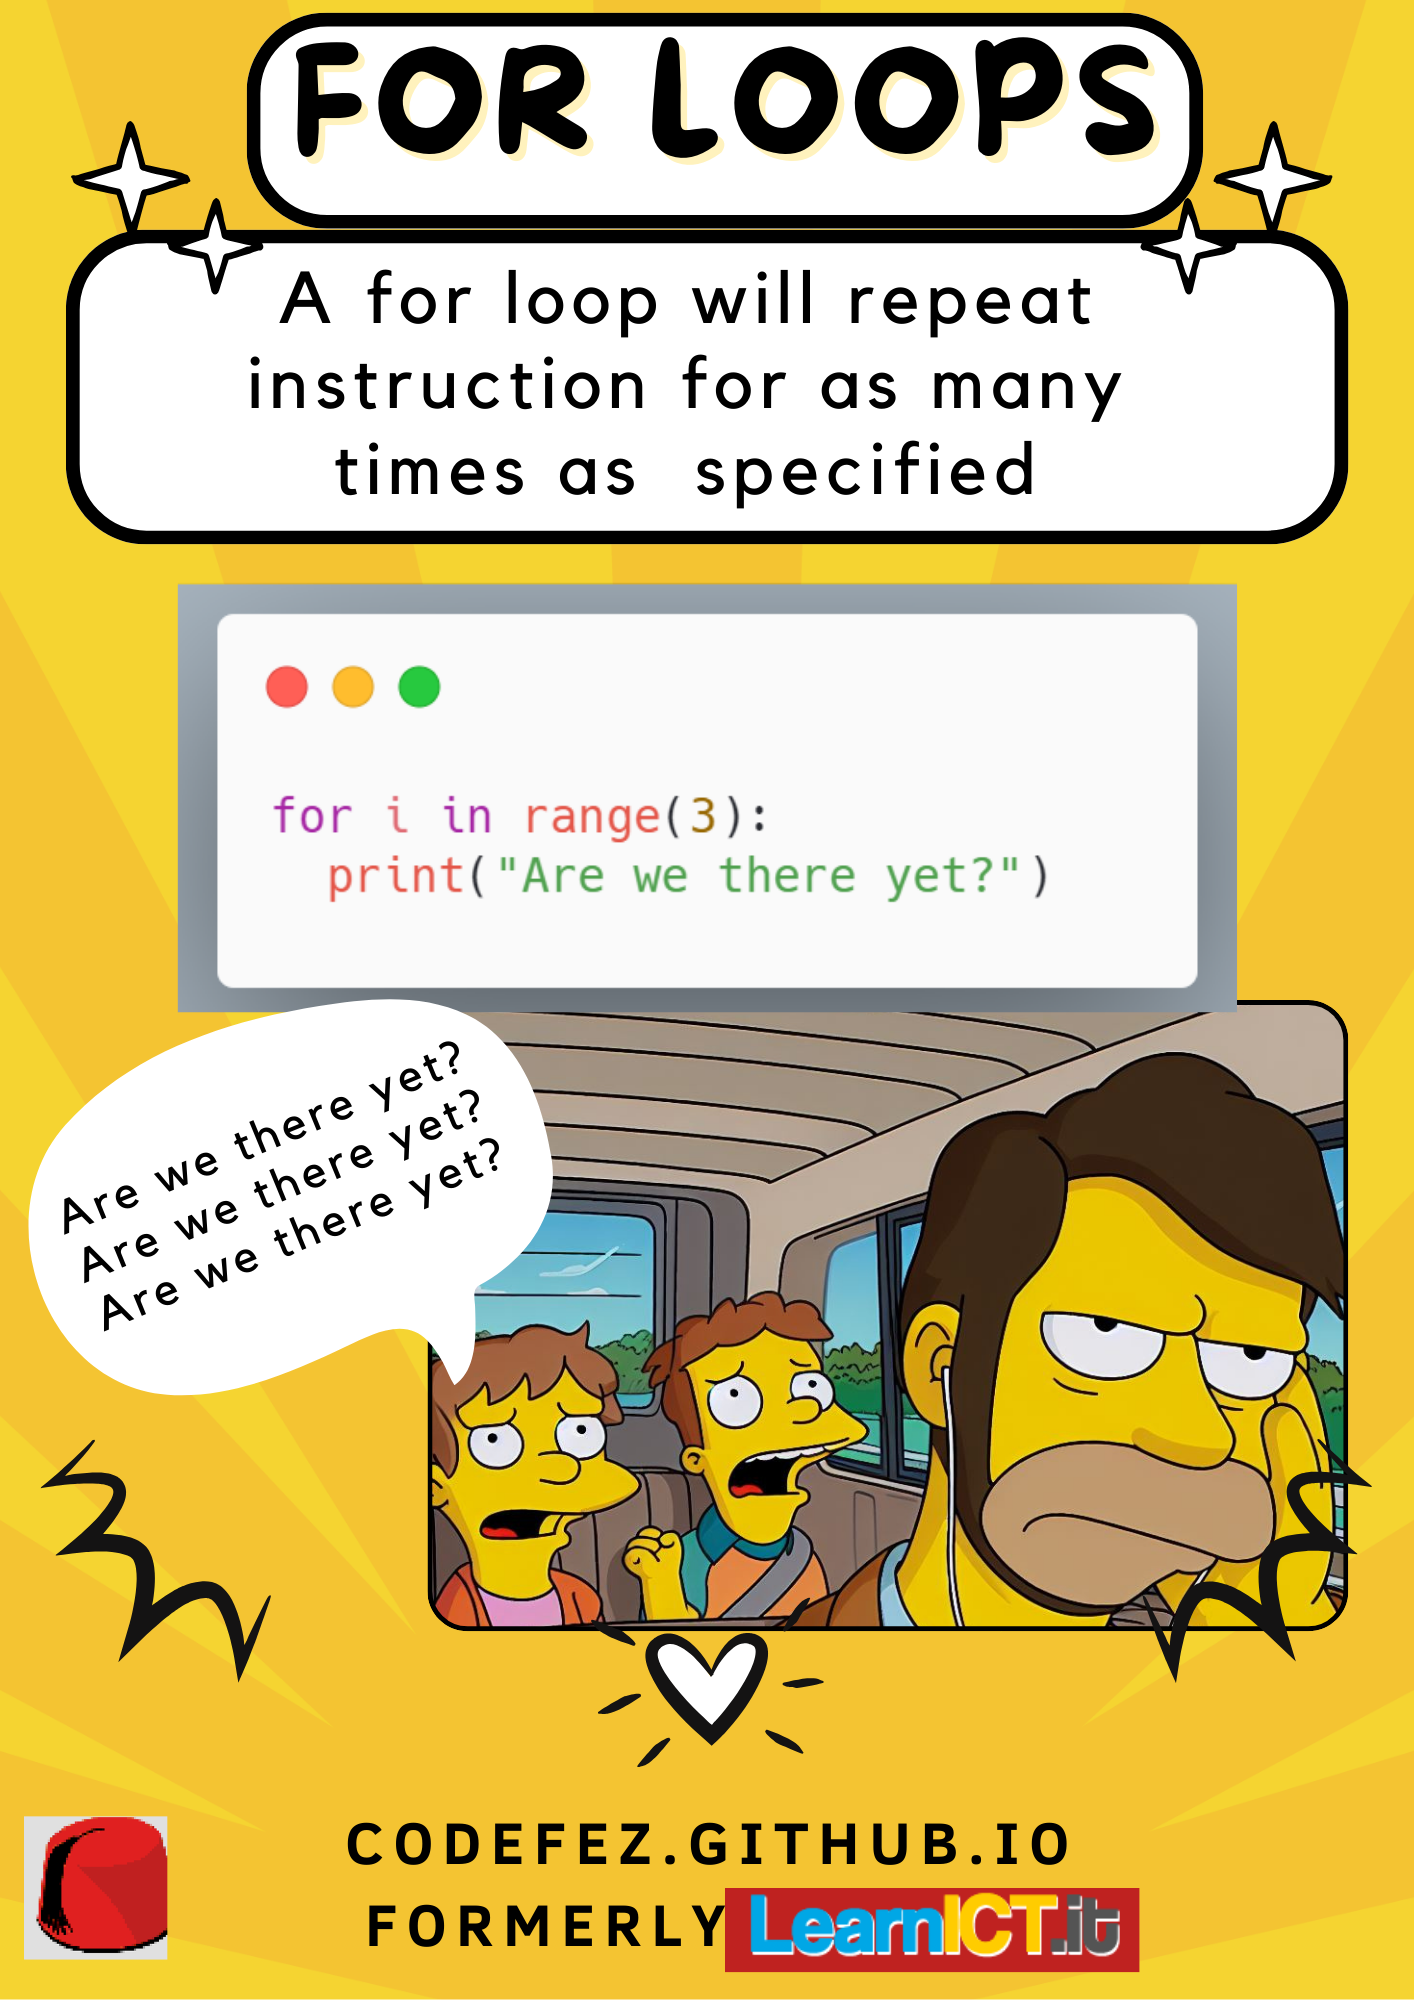 FOR LOOPS
A for loop will repeat
instruction for as many
times as specified
for i in range(3):
  print("Are we there yet?")
Are we there yet?
Are we there yet?
Are we there yet?
CODEFEZ.GITHUB.IO
FORMERLY LearnICT.it